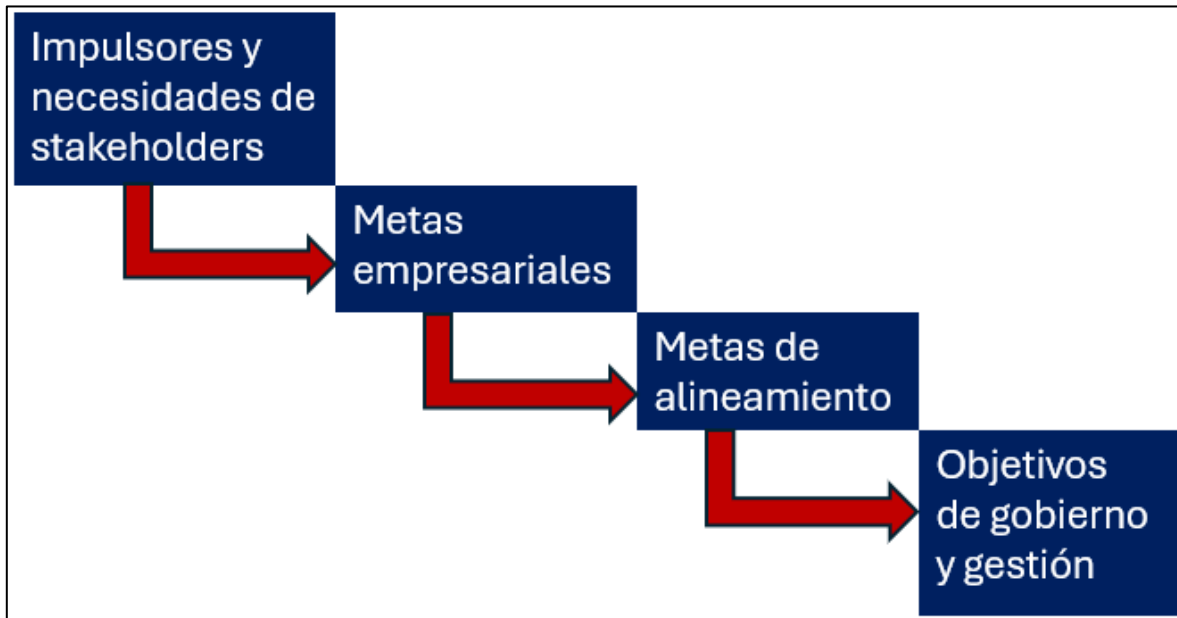 Impulsores y
necesidades de
stakeholders
Metas
empresariales
Metas de
alineamiento
Objetivos
de gobierno
y gestión